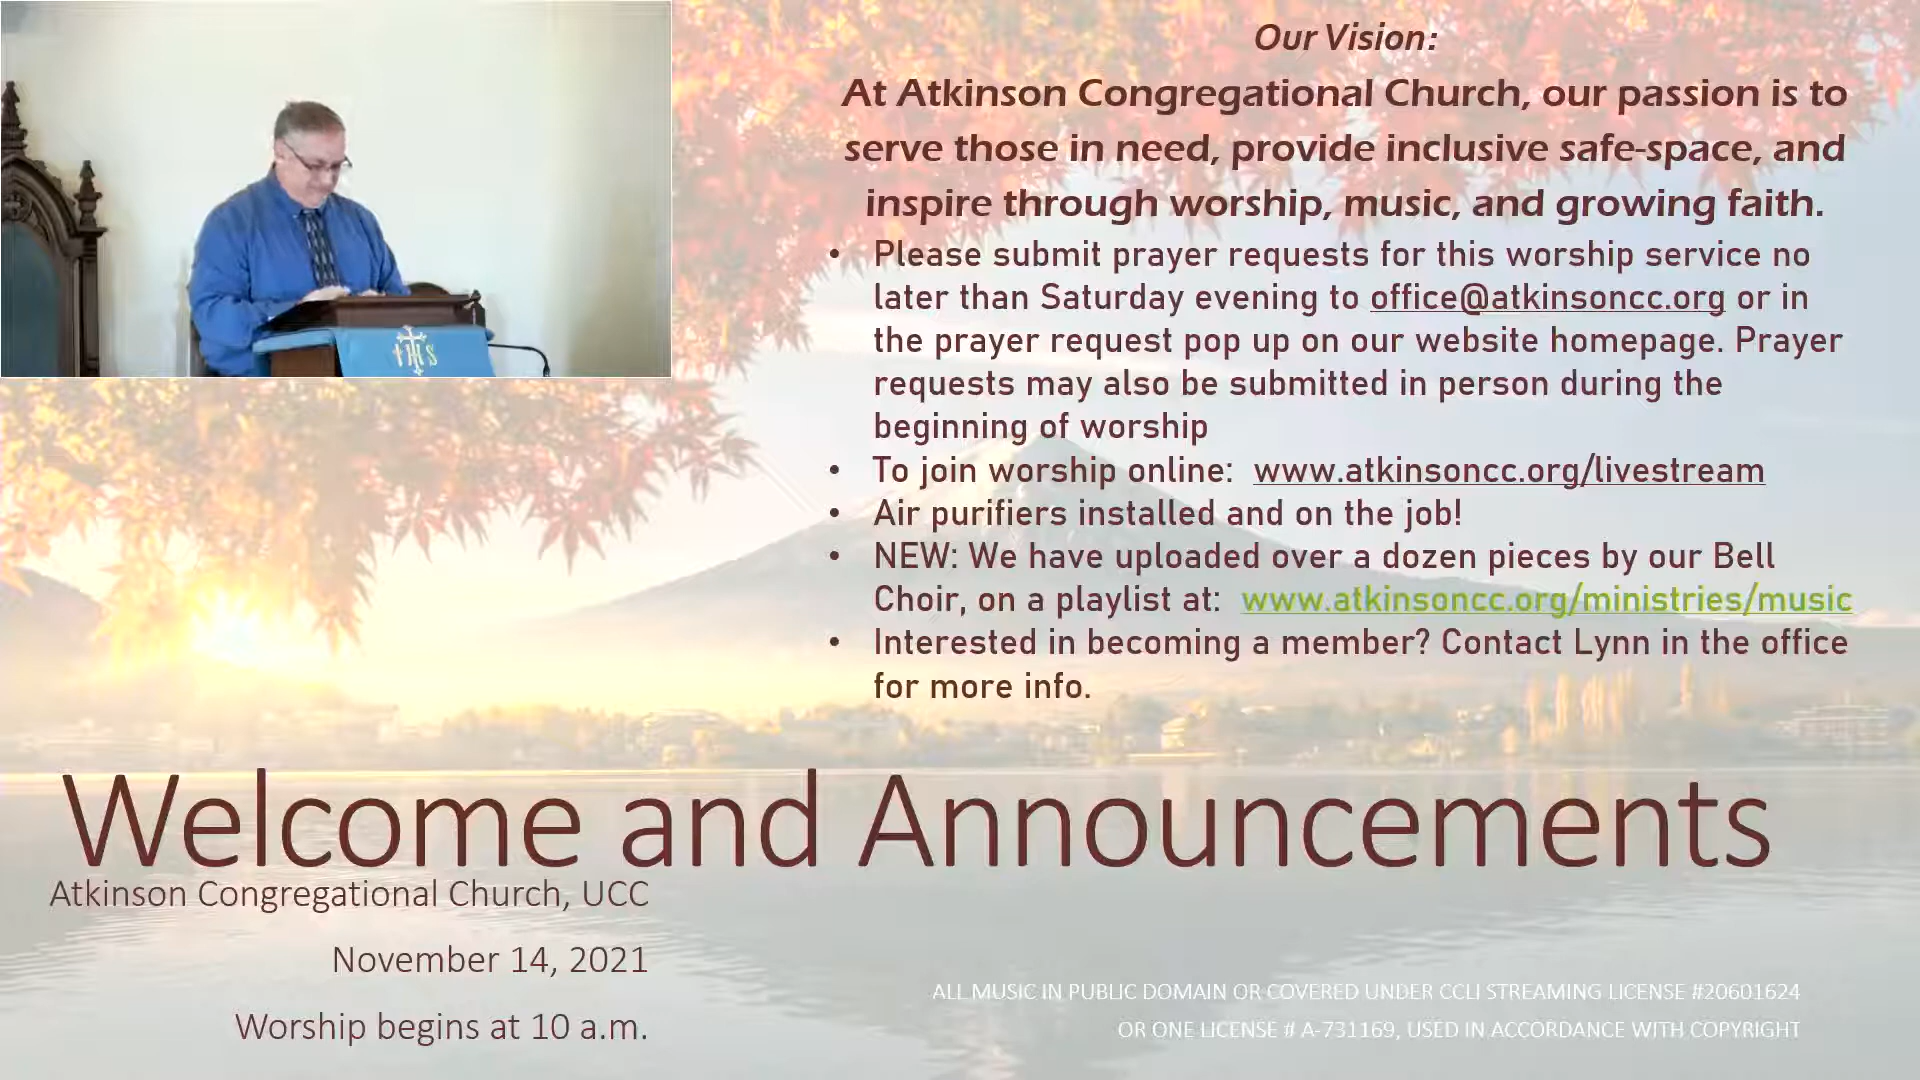 Our Vision:
At Atkinson Congregational Church, our passion is to
serve those in need, provide inclusive safe-space, and
inspire through worship, music, and growing faith.
• Please submit prayer requests for this worship service no
later than Saturday evening to office@atkinsoncc.org or in
the prayer request pop up on our website homepage. Prayer
requests may also be submitted in person during the
beginning of worship
• To join worship online: www.atkinsoncc.org/livestream
• Air purifiers installed and on the job!
• NEW: We have uploaded over a dozen pieces by our Bell
Choir, on a playlist at: www.atkinsoncc.org/ministries/music
• Interested in becoming a member? Contact Lynn in the office
for more info.
IHS
Welcome and Announcements
Atkinson Congregational Church, UCC
November 14, 2021
Worship begins at 10 a.m.
ALL MUSIC IN PUBLIC DOMAIN OR COVERED UNDER CCLI STREAMING LICENSE #20601624
OR ONE LICENSE # A-731169, USED IN ACCORDANCE WITH COPYRIGHT